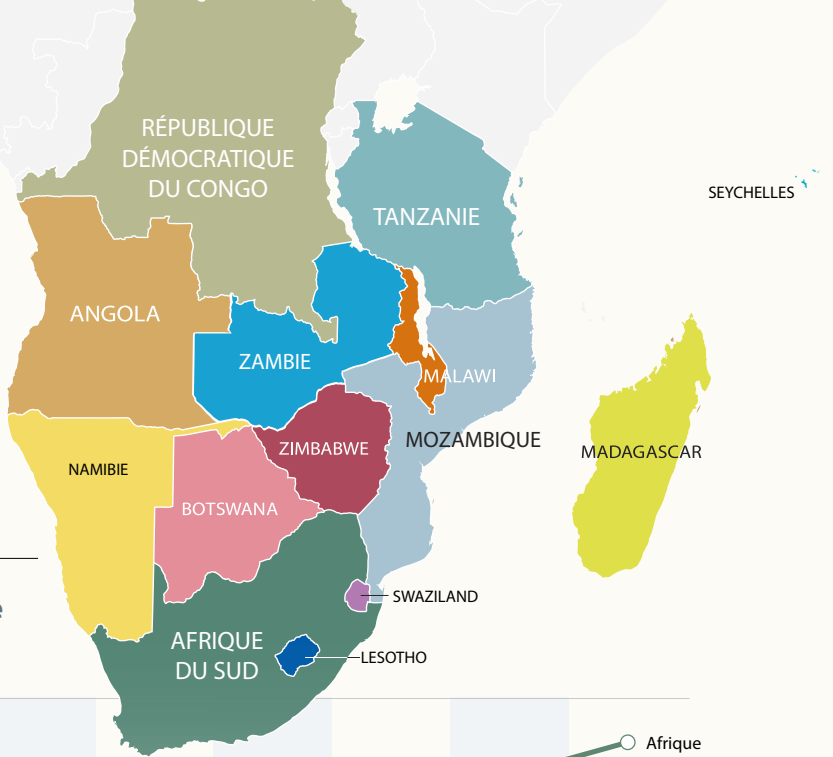 RÉPUBLIQUE
DÉMOCRATIQUE
DU CONGO
TANZANIE
SEYCHELLES
ANGOLA
ZAMBIE
MALAWI
MOZAMBIQUE
ZIMBABWE
MADAGASCAR
NAMIBIE
BOTSWANA
SWAZILAND
AFRIQUE
DU SUD
LESOTHO
Afrique